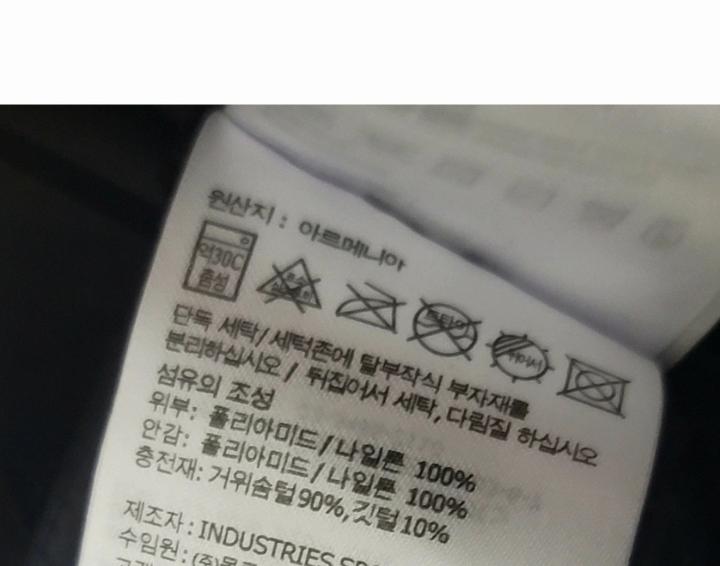 원산지 : 아르메니아
약30C
중성
뉘어서
단독 세탁/세턱존에 탈부작식 부자재를
분리하십시오 / 뒤집어서 세탁, 다림질 하십시오
섬유의 조성
위부: 폴리아미드/나일론 100%
안감: 폴리아미드/나일론 100%
충전재: 거위솜털90%,깃털10%
제조자 : INDUSTRIES
수입원 : (주)